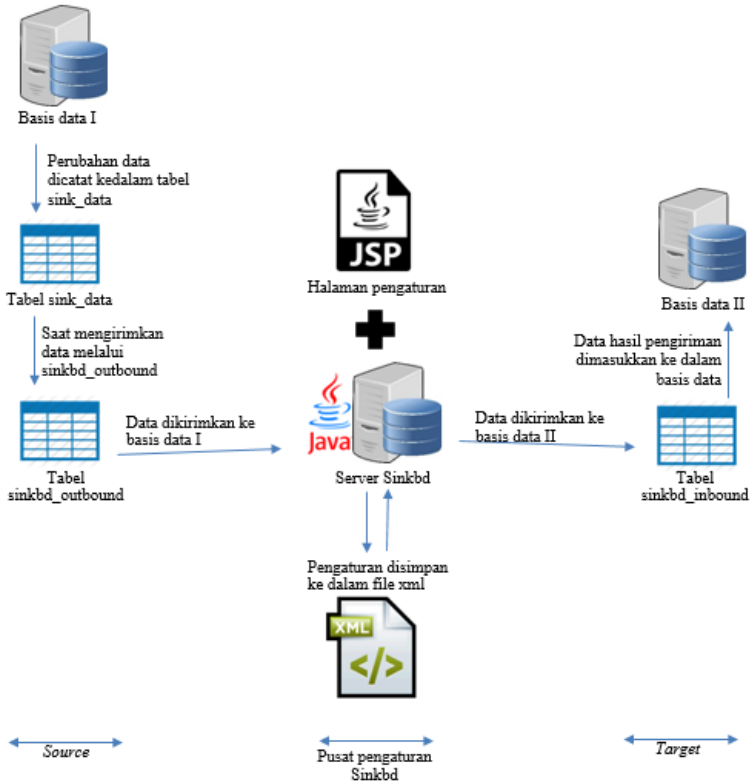 Basis data I
Perubahan data
dicatat kedalam tabel
sink_data
Tabel sink_data
Saat mengirimkan
data melalui
sinkbd_outbound
Tabel
sinkbd_outbound
Data dikirimkan ke
basis data I
JSP
Halaman pengaturan
Java
Server Sinkbd
Pengaturan disimpan
ke dalam file xml
XML
</>
Data dikirimkan ke
basis data II
Basis data II
Data hasil pengiriman
dimasukkan ke dalam
basis data
Tabel
sinkbd_inbound
Source
Pusat pengaturan
Sinkbd
Target